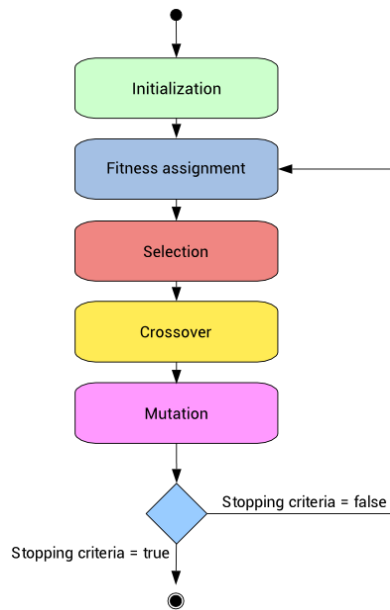 Initialization
Fitness assignment
Selection
Crossover
Mutation
Stopping criteria = false
Stopping criteria = true